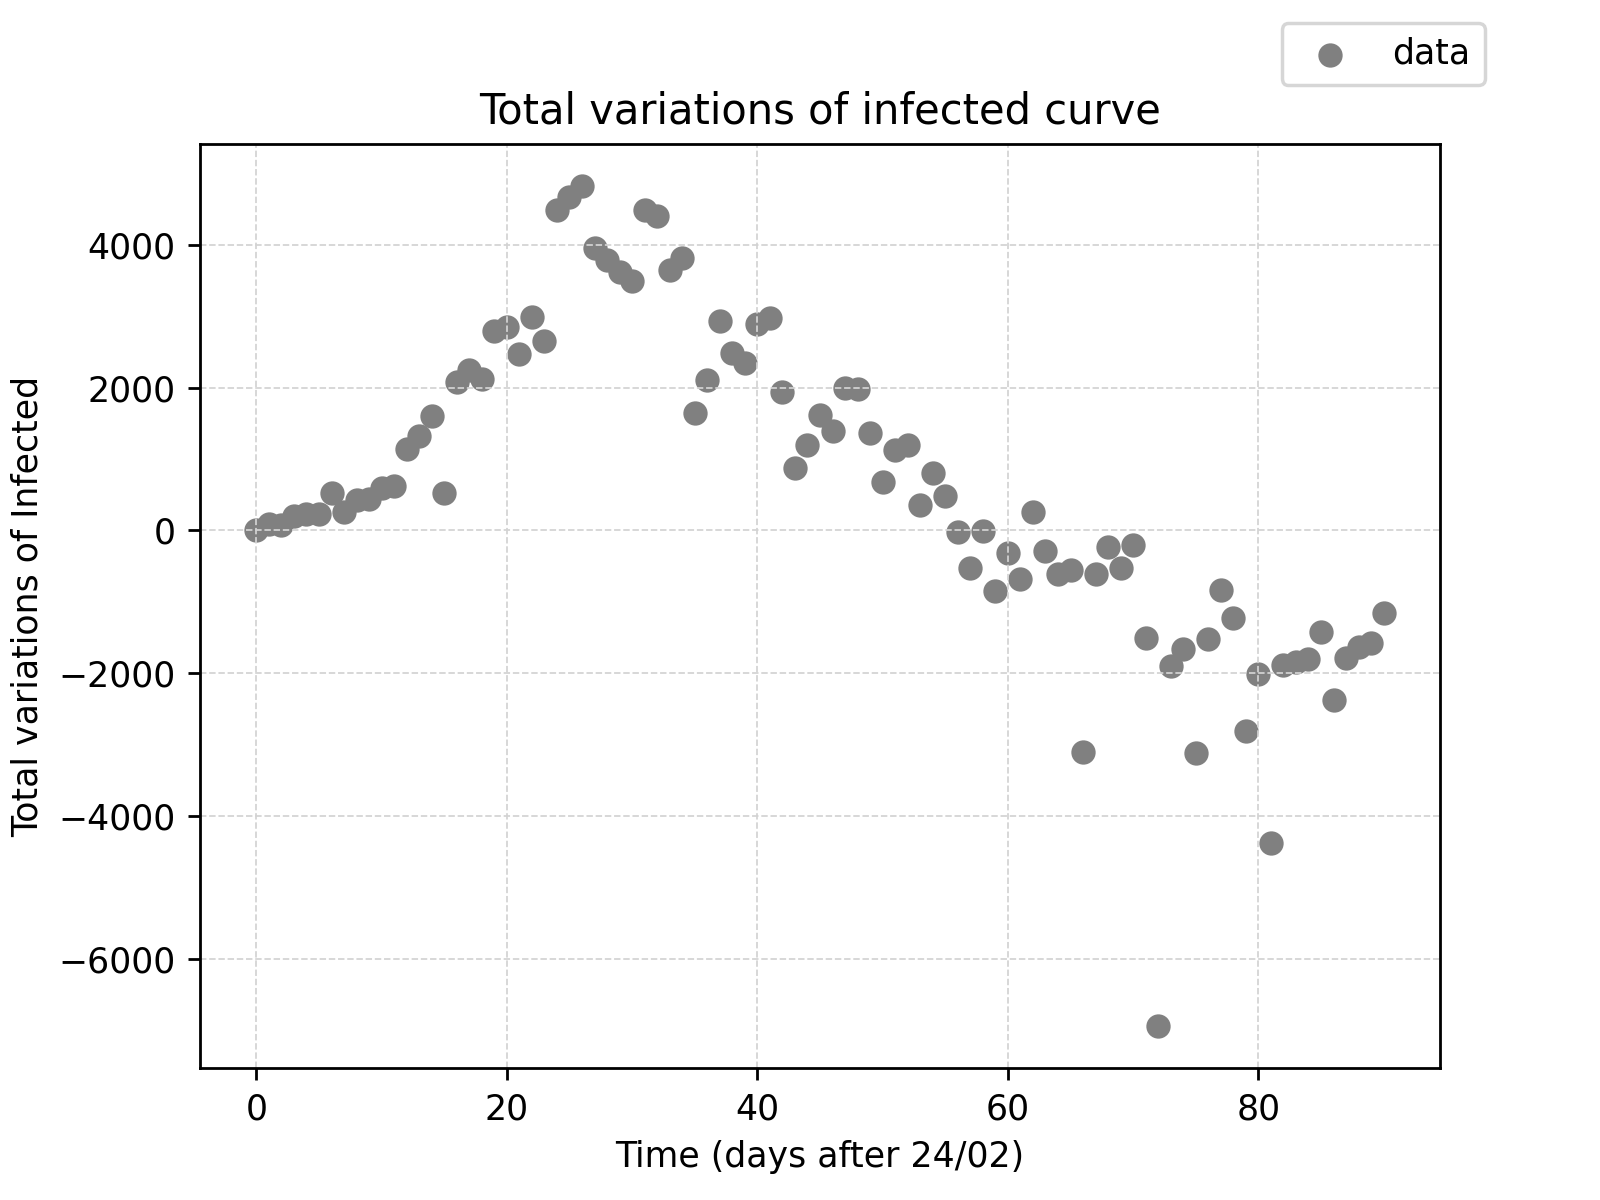 data
Total variations of infected curve
Total variations of Infected
4000
2000
0
−2000
−4000
−6000
0 20 40 60 80
Time (days after 24/02)